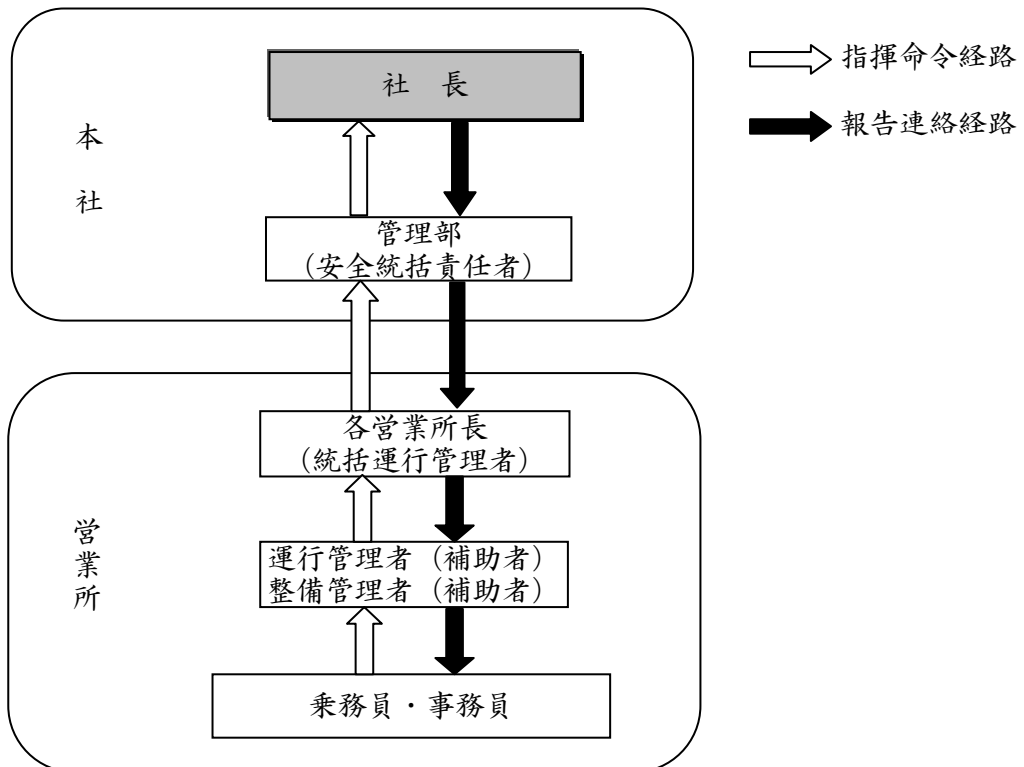 社 長
指揮命令経路
報告連絡経路
本
社
管理部
（安全統括責任者）
各営業所長
（統括運行管理者）
営
業
所
運行管理者（補助者）
整備管理者（補助者）
乗務員・事務員